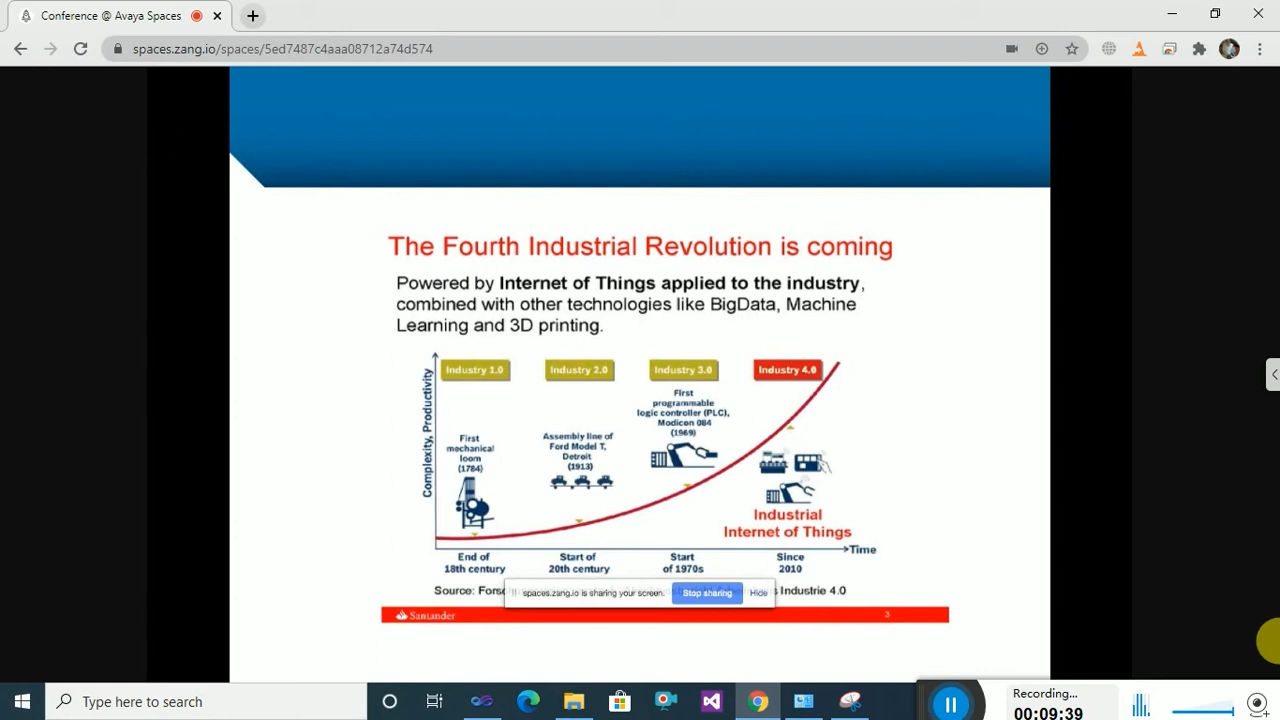 Conference @ Avaya Spaces
spaces.zang.io/spaces/5ed7487c4aaa08712a74d574
The Fourth Industrial Revolution is coming
Powered by Internet of Things applied to the industry,
combined with other technologies like BigData, Machine
Learning and 3D printing.
Complexity, Productivity
Industry 1.0
Industry 2.0
Industry 3.0
Industry 4.0
First
mechanical
loom
(1784)
Assembly line of
Ford Model T,
Detroit
(1913)
First
programmable
logic controller (PLC),
Modicon 084
(1969)
Industrial
Internet of Things
Time
End of
18th century
Start of
20th century
Start
of 1970s
Since
2010
Source: Industrie 4.0
spaces.zang.io is sharing your screen.
Stop sharing
Hide
Santander
3
Type here to search
Recording...
00:09:39